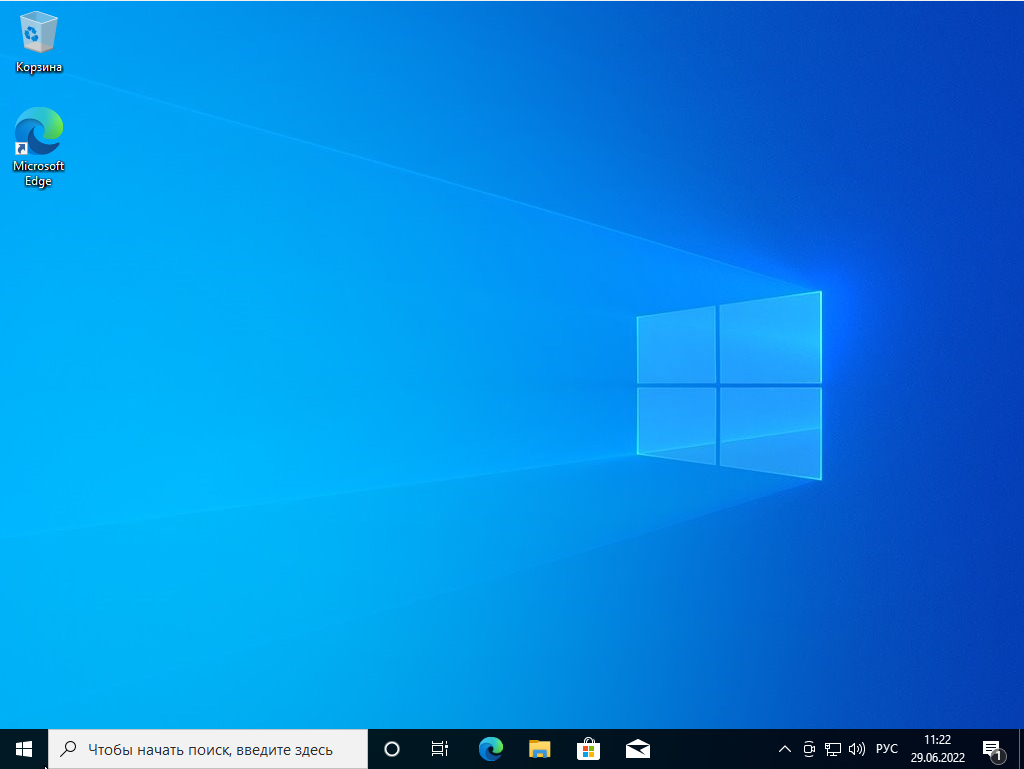 Корзина
Microsoft
Edge
Чтобы начать поиск, введите здесь
РУС
11:22
29.06.2022
1